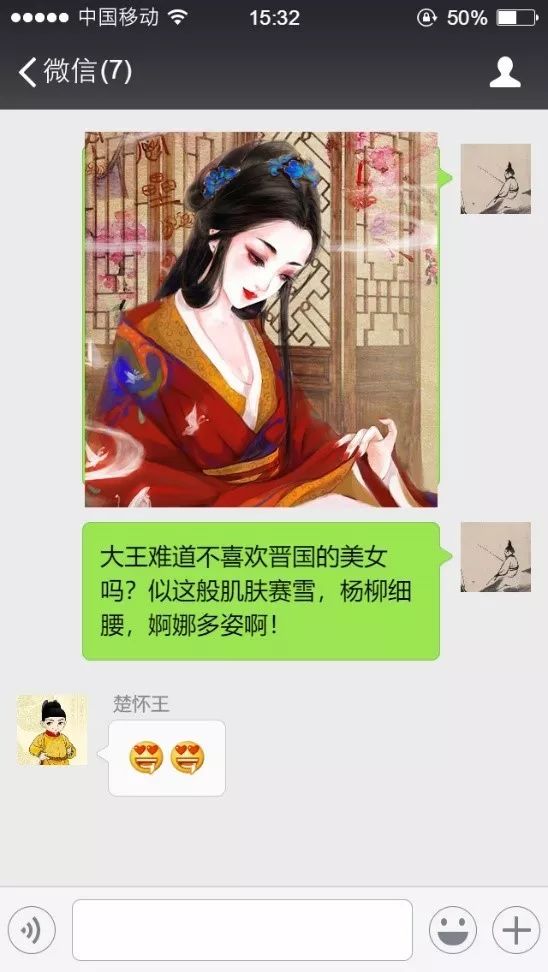 中国移动 15:32 50%
微信(7)
大王难道不喜欢晋国的美女
吗？似这般肌肤赛雪，杨柳细
腰，婀娜多姿啊！
楚怀王